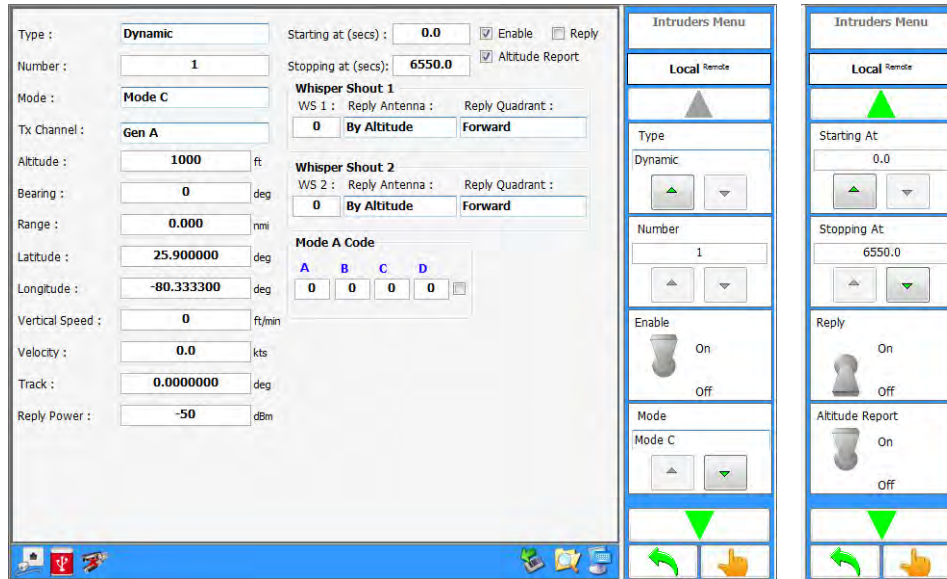 Type :
Dynamic
Number :
1
Mode :
Mode C
Tx Channel :
Gen A
Altitude :
1000
ft
Bearing :
0
deg
Range :
0.000
nmi
Latitude :
25.900000
deg
Longitude :
-80.333300
deg
Vertical Speed :
0
ft/min
Velocity :
0.0
kts
Track :
0.0000000
deg
Reply Power :
-50
dBm
Starting at (secs) :
0.0
Enable
Reply
Stopping at (secs):
6550.0
Altitude Report
Whisper Shout 1
WS 1 : Reply Antenna : Reply Quadrant :
0 By Altitude Forward
Whisper Shout 2
WS 2 : Reply Antenna : Reply Quadrant :
0 By Altitude Forward
Mode A Code
A B C D
0 0 0 0
Intruders Menu
Local Remote
Type
Dynamic
Number
1
Enable
On
Off
Mode
Mode C
Intruders Menu
Local Remote
Starting At
0.0
Stopping At
6550.0
Reply
On
Off
Altitude Report
On
Off